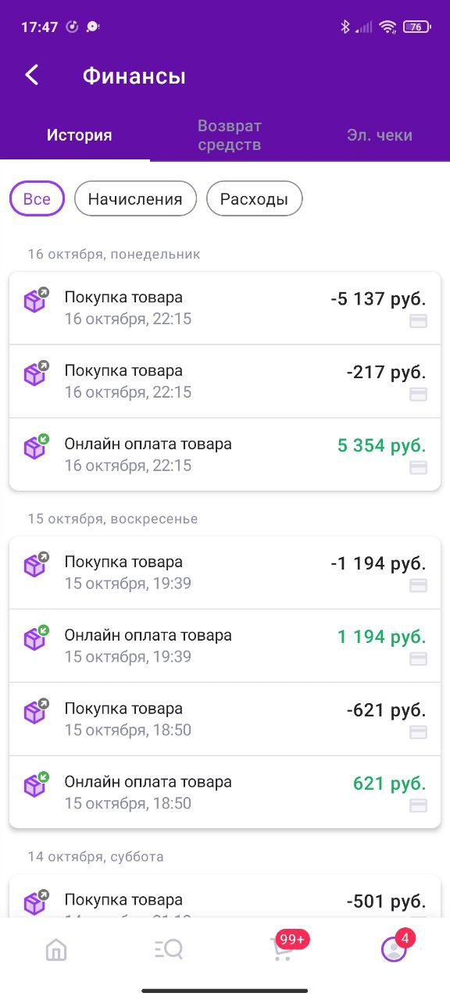 17:47
76
Финансы
История
Возврат
средств
Эл. чеки
Все
Начисления
Расходы
16 октября, понедельник
Покупка товара
-5 137 руб.
16 октября, 22:15
Покупка товара
-217 руб.
16 октября, 22:15
Онлайн оплата товара
5 354 руб.
16 октября, 22:15
15 октября, воскресенье
Покупка товара
-1 194 руб.
15 октября, 19:39
Онлайн оплата товара
1 194 руб.
15 октября, 19:39
Покупка товара
-621 руб.
15 октября, 18:50
Онлайн оплата товара
621 руб.
15 октября, 18:50
14 октября, суббота
Покупка товара
-501 руб.
99+
4